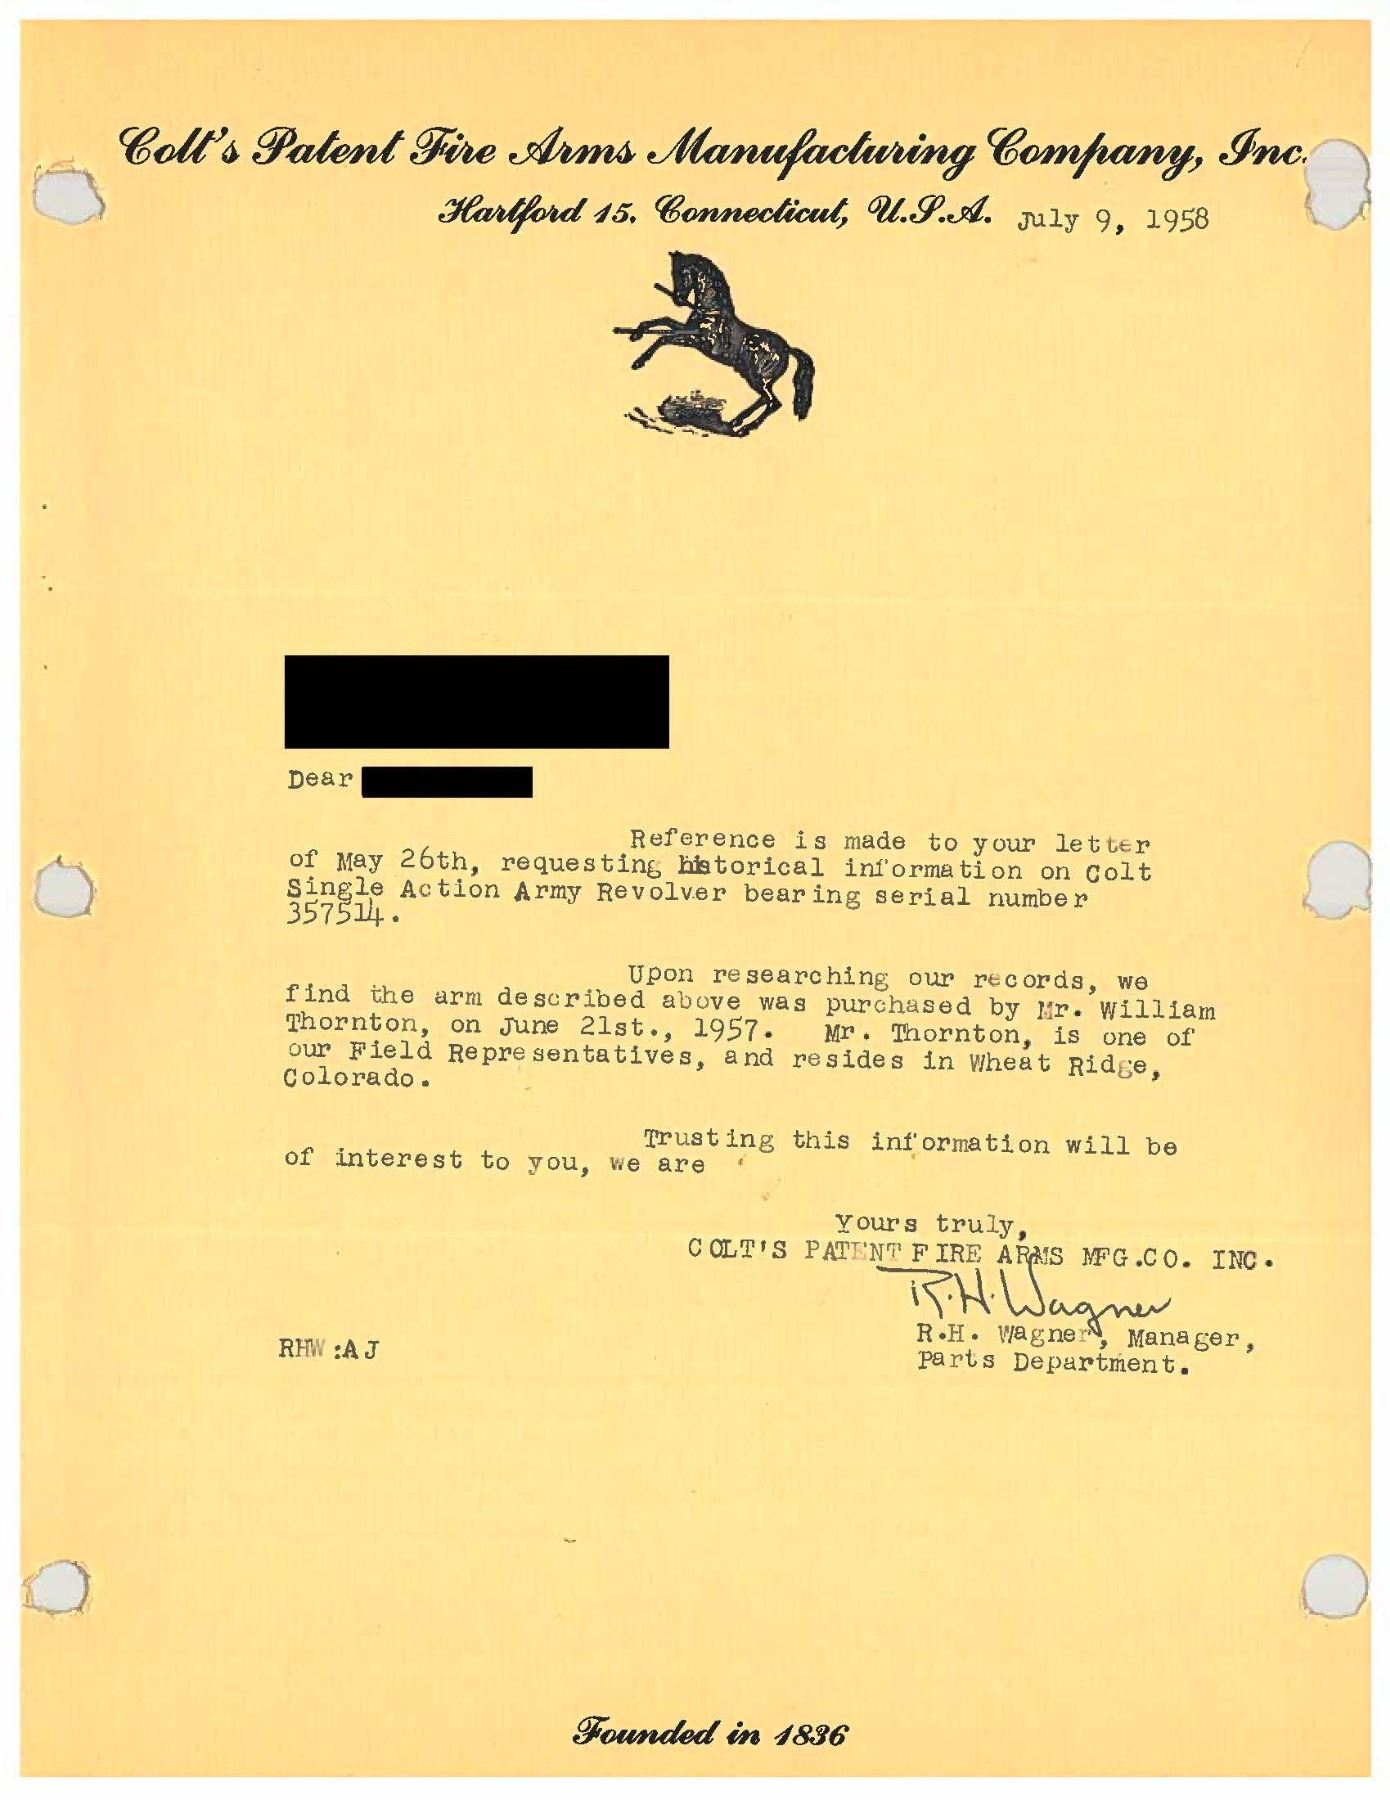 Colt's Patent Fire Arms Manufacturing Company, Inc.
Hartford 15, Connecticut, U.S.A. July 9, 1958
Dear
Reference is made to your letter
of May 26th, requesting historical information on Colt
Single Action Army Revolver bearing serial number
357514.
Upon researching our records, we
find the arm described above was purchased by Mr. William
Thornton, on June 21st., 1957. Mr. Thornton, is one of
our Field Representatives, and resides in Wheat Ridge,
Colorado.
Trusting this information will be
of interest to you, we are
Yours truly,
COLT'S PATENT FIRE ARMS MFG.CO. INC.
R.H. Wagner
R.H. Wagner, Manager,
Parts Department.
RHW:AJ
Founded in 1836